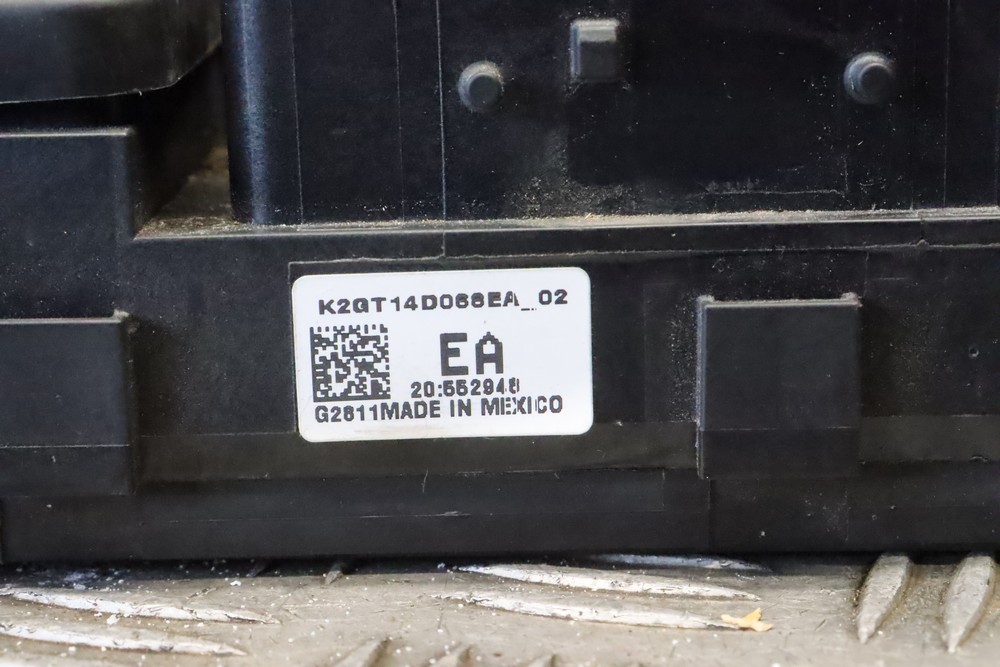 K2GT14D068EA_02
EA
20:552948
G2811MADE IN MEXICO